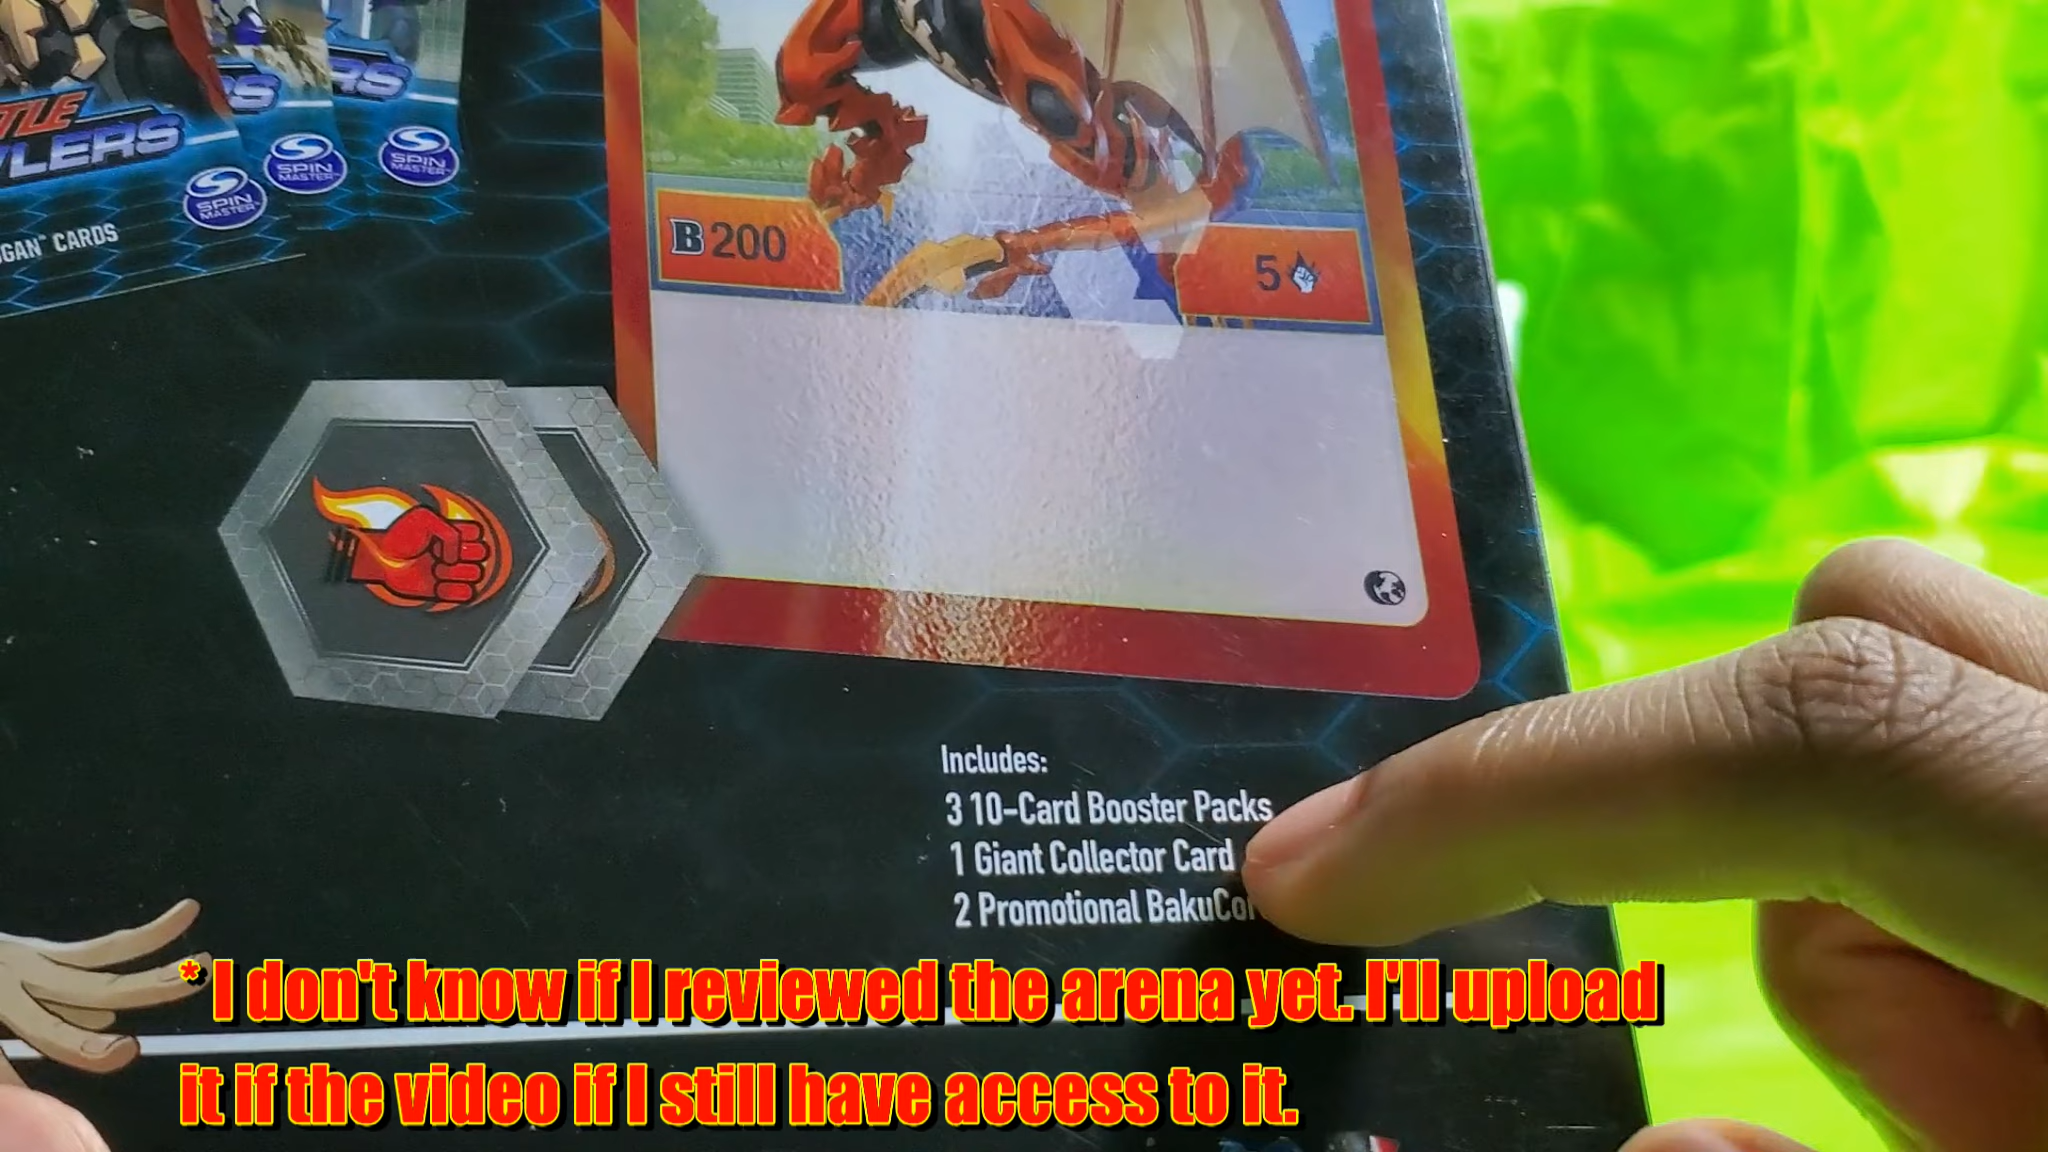 SPIN
MASTER
SPIN
MASTER
SPIN
MASTER
CARDS
B 200
5
Includes:
3 10-Card Booster Packs
1 Giant Collector Card
2 Promotional
* I don't know if I reviewed the arena yet. I'll upload
it if the video if I still have access to it.